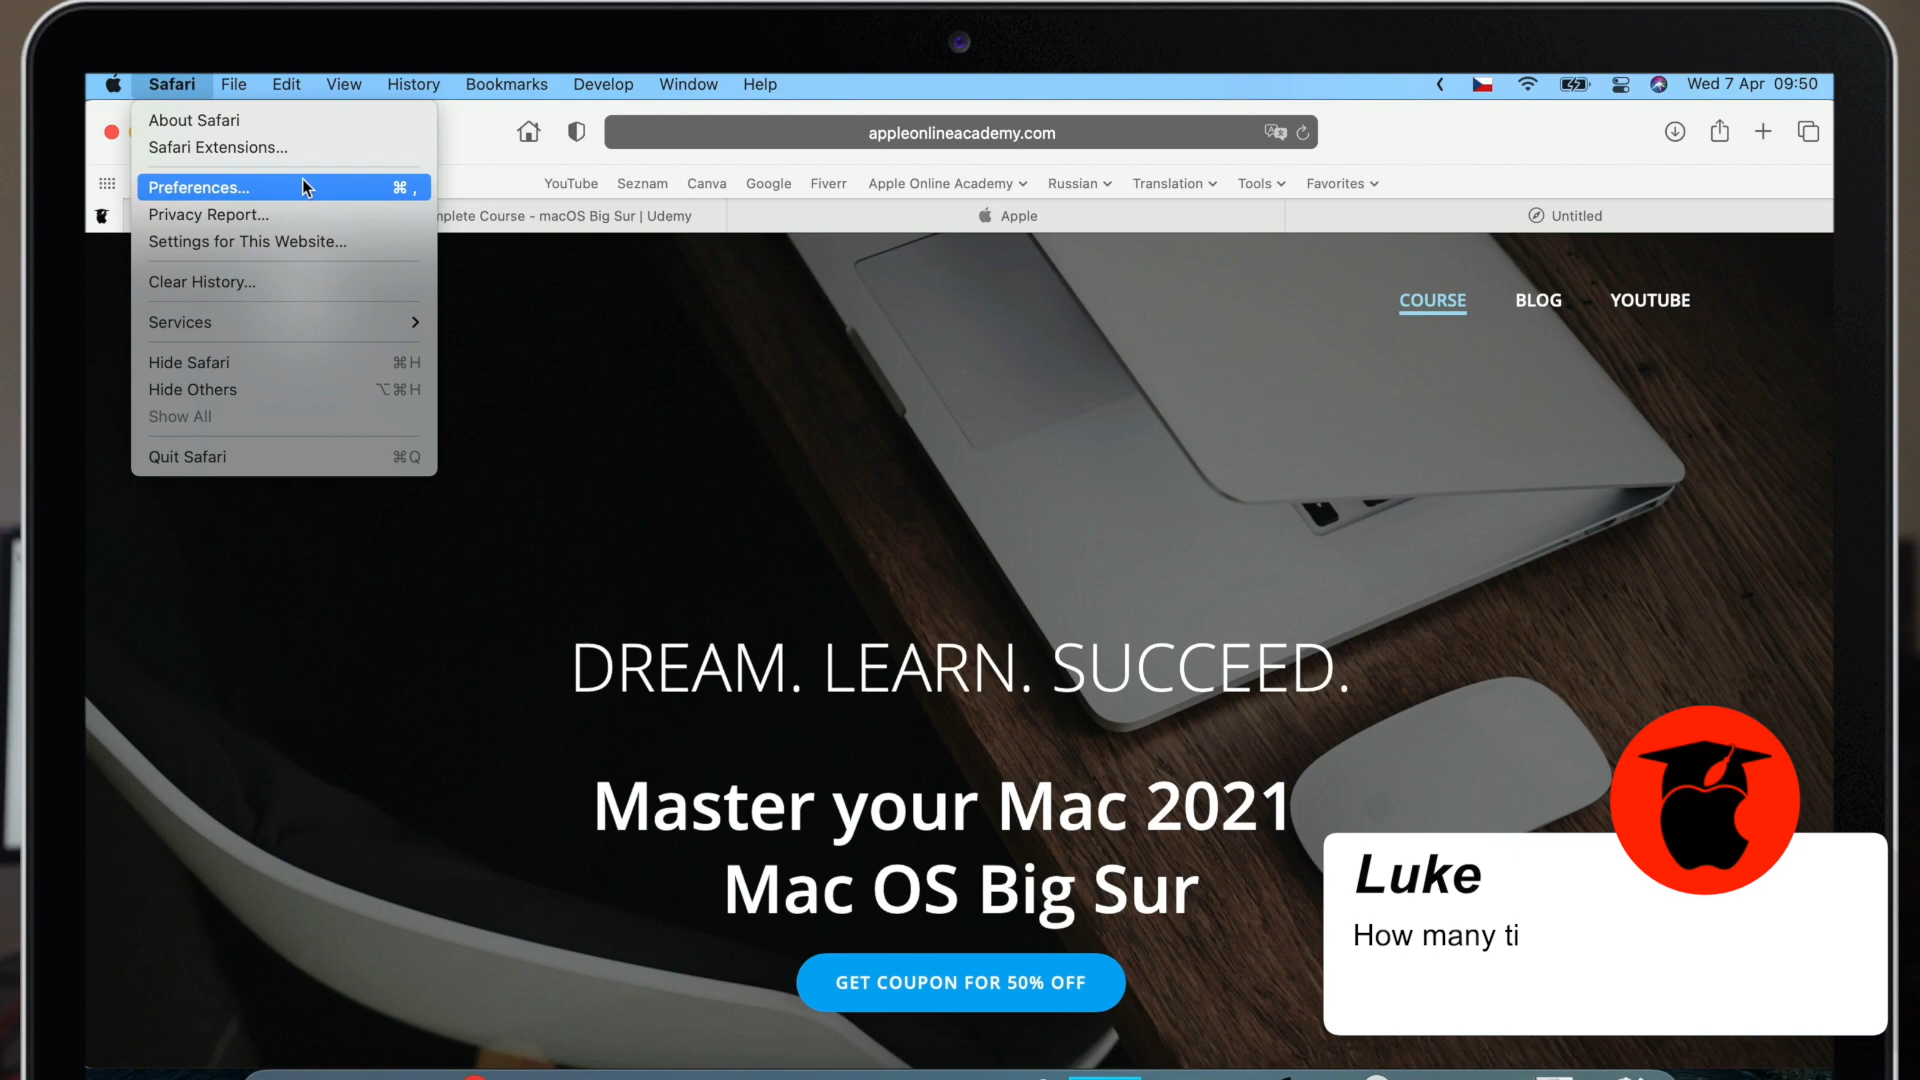 Safari File Edit View History Bookmarks Develop Window Help Wed 7 Apr 09:50
About Safari
Safari Extensions...
appleonlineacademy.com
Preferences... ⌘ ,
YouTube Seznam Canva Google Fiverr Apple Online Academy Russian Translation Tools Favorites
Privacy Report...
Course - macOS Big Sur | Udemy Apple Untitled
Settings for This Website...
Clear History...
COURSE BLOG YOUTUBE
Services
Hide Safari ⌘H
Hide Others ⌥⌘H
Show All
Quit Safari ⌘Q
DREAM. LEARN. SUCCEED.
Master your Mac 2021
Mac OS Big Sur
GET COUPON FOR 50% OFF
Luke
How many ti